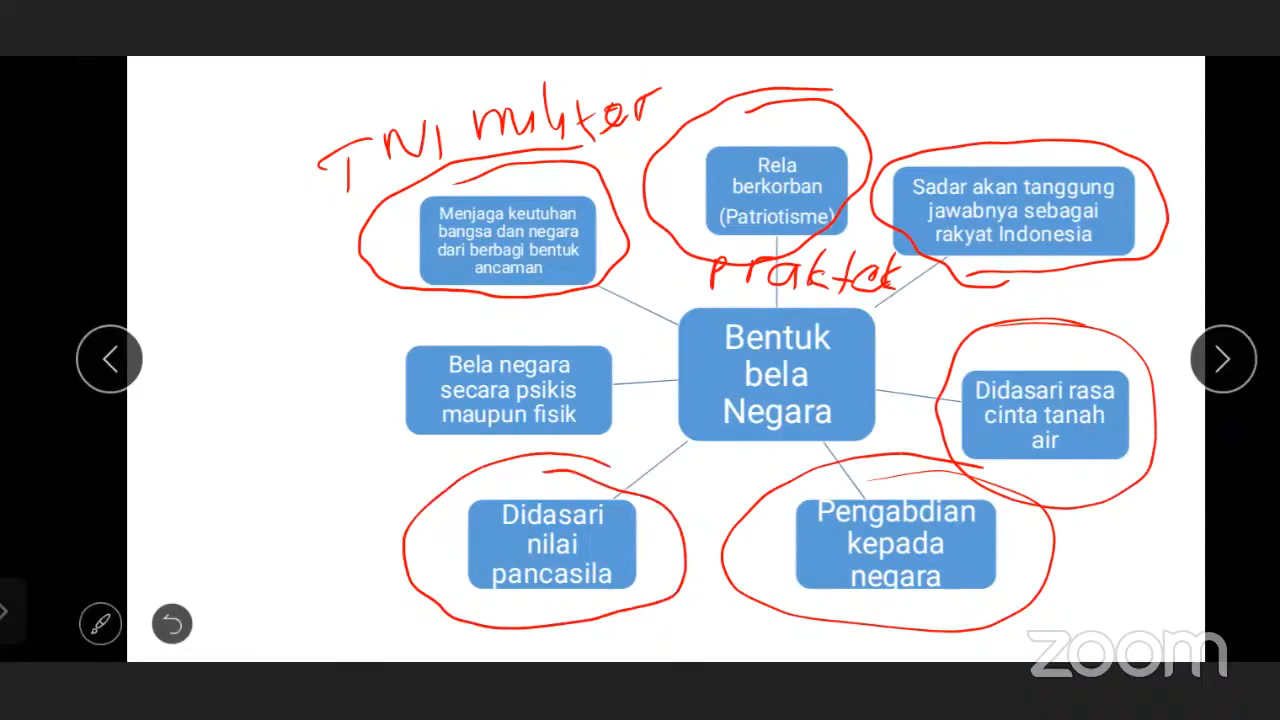 TNI militer
Menjaga keutuhan
bangsa dan negara
dari berbagi bentuk
ancaman
Rela
berkorban
(Patriotisme)
Sadar akan tanggung
jawabnya sebagai
rakyat Indonesia
praktek
Bentuk
bela
Negara
Bela negara
secara psikis
maupun fisik
Didasari rasa
cinta tanah
air
Didasari
nilai
pancasila
Pengabdian
kepada
negara
zoom